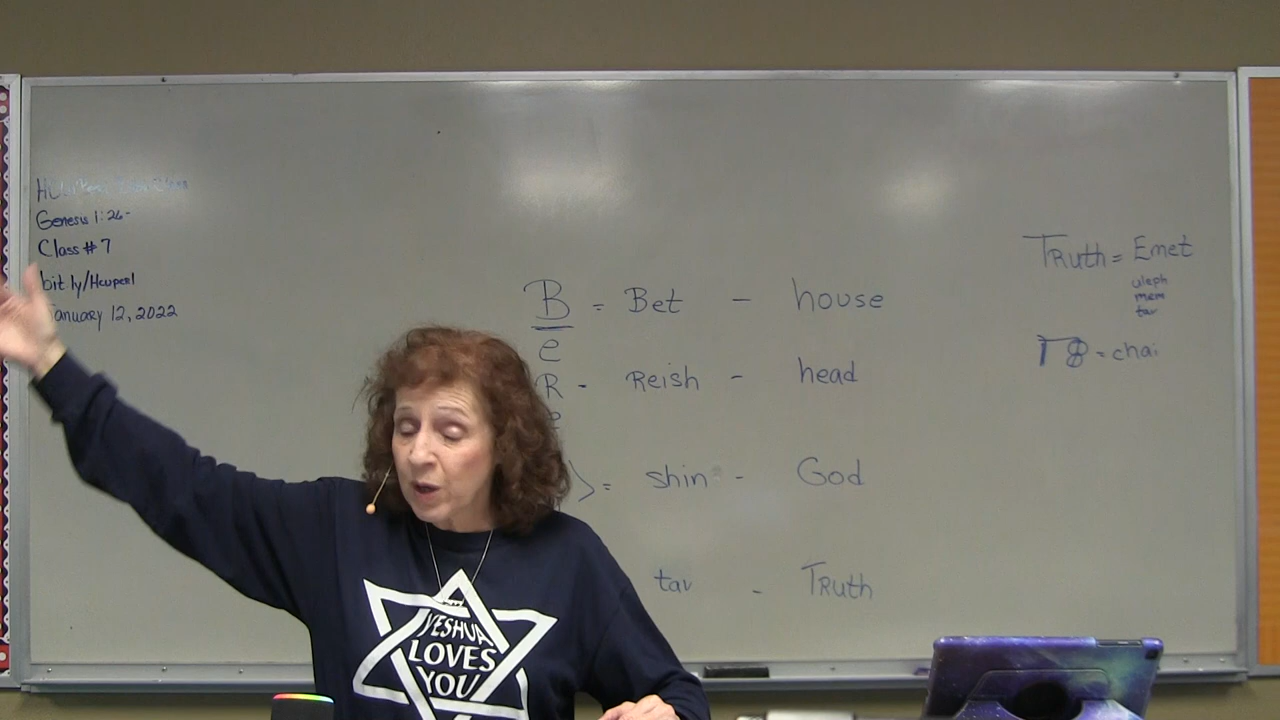 Genesis 1:26-
Class # 7
bit ly/Hcupearl
January 12, 2022
B = Bet - house
e
R - Reish - head
e
= shin - God
tav - Truth
Truth = Emet
aleph
mem
tav
= chai
YESHUA
LOVES
YOU